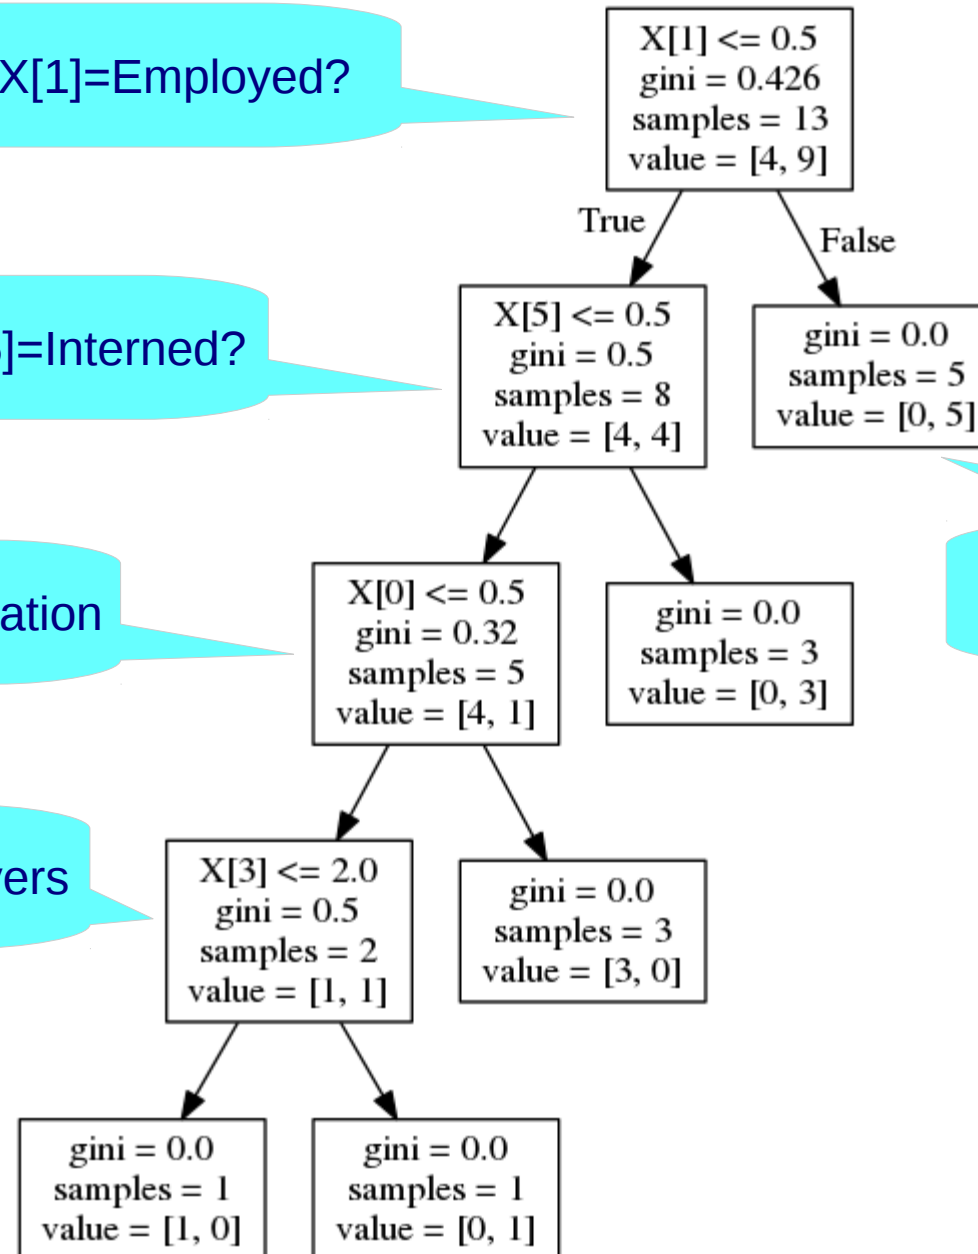 X[1]=Employed?
X[1] <= 0.5
gini = 0.426
samples = 13
value = [4, 9]
True
False
]=Interned?
X[5] <= 0.5
gini = 0.5
samples = 8
value = [4, 4]
gini = 0.0
samples = 5
value = [0, 5]
ation
X[0] <= 0.5
gini = 0.32
samples = 5
value = [4, 1]
gini = 0.0
samples = 3
value = [0, 3]
ers
X[3] <= 2.0
gini = 0.5
samples = 2
value = [1, 1]
gini = 0.0
samples = 3
value = [3, 0]
gini = 0.0
samples = 1
value = [1, 0]
gini = 0.0
samples = 1
value = [0, 1]